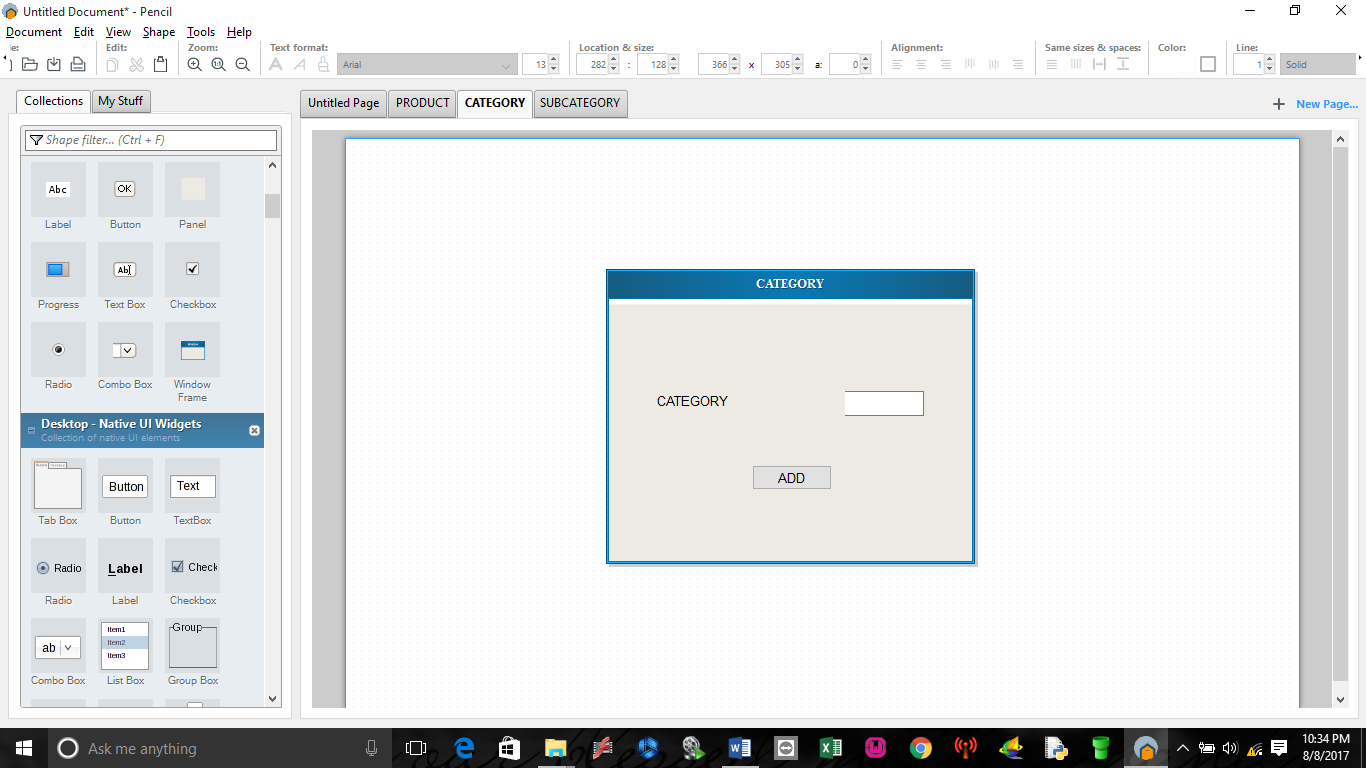 Untitled Document* - Pencil
Document Edit View Shape Tools Help
Edit: Zoom: Text format: Location & size: Alignment: Same sizes & spaces: Color: Line:
Arial 13 282 : 128 366 x 305 a: 0 1 Solid
Collections My Stuff
Untitled Page PRODUCT CATEGORY SUBCATEGORY New Page...
Shape filter... (Ctrl + F)
Abc OK
Label Button Panel
Ab
Progress Text Box Checkbox
Radio Combo Box Window
Frame
Desktop - Native UI Widgets
Collection of native UI elements
Button Text
Tab Box Button TextBox
Radio Label Check
Radio Label Checkbox
ab Item1 Group
Item2
Item3
Combo Box List Box Group Box
CATEGORY
CATEGORY
ADD
Ask me anything
10:34 PM
8/8/2017